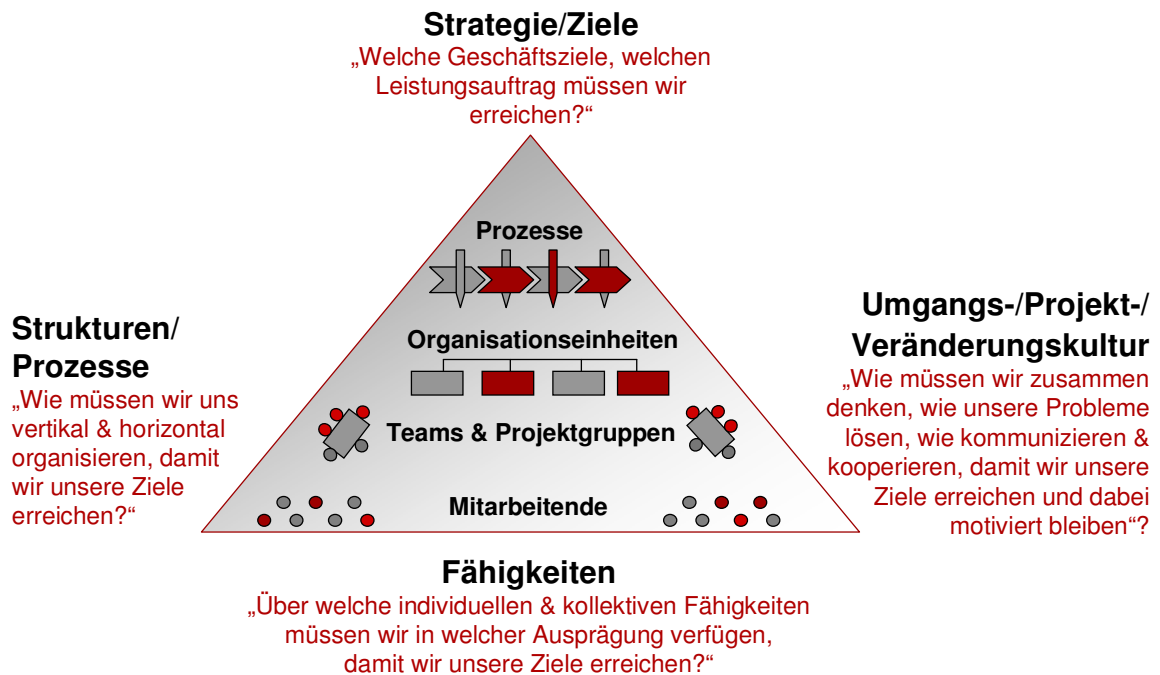 Strategie/Ziele
„Welche Geschäftsziele, welchen
Leistungsauftrag müssen wir
erreichen?“
Prozesse
Organisationseinheiten
Teams & Projektgruppen
Mitarbeitende
Strukturen/
Prozesse
„Wie müssen wir uns
vertikal & horizontal
organisieren, damit
wir unsere Ziele
erreichen?“
Umgangs-/Projekt-/
Veränderungskultur
„Wie müssen wir zusammen
denken, wie unsere Probleme
lösen, wie kommunizieren &
kooperieren, damit wir unsere
Ziele erreichen und dabei
motiviert bleiben“?
Fähigkeiten
„Über welche individuellen & kollektiven Fähigkeiten
müssen wir in welcher Ausprägung verfügen,
damit wir unsere Ziele erreichen?“